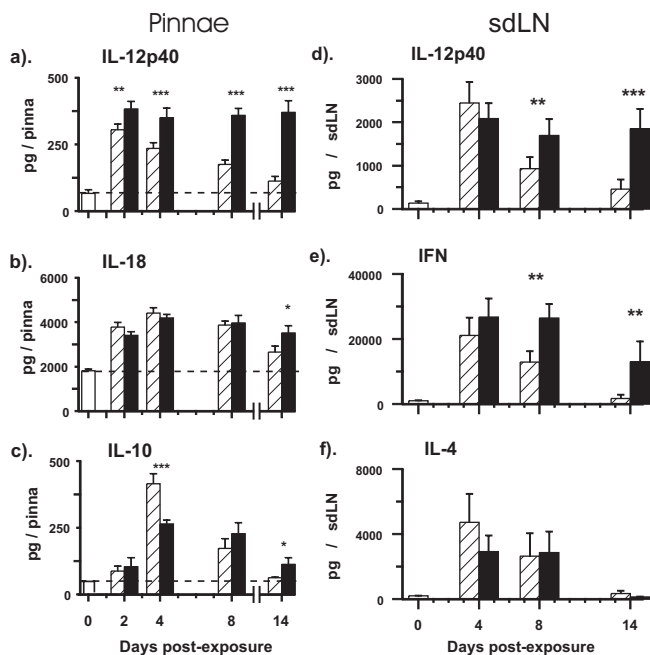 Pinnae
sdLN
a). IL-12p40
500
250
0
pg / pinna
** *** *** ***
b). IL-18
6000
4000
2000
0
pg / pinna
*
c). IL-10
500
250
0
pg / pinna
*** *
0 2 4 8 14
Days post-exposure
d). IL-12p40
3000
2000
1000
0
pg / sdLN
** ***
e). IFN
40000
20000
0
pg / sdLN
** **
f). IL-4
8000
4000
0
pg / sdLN
0 4 8 14
Days post-exposure